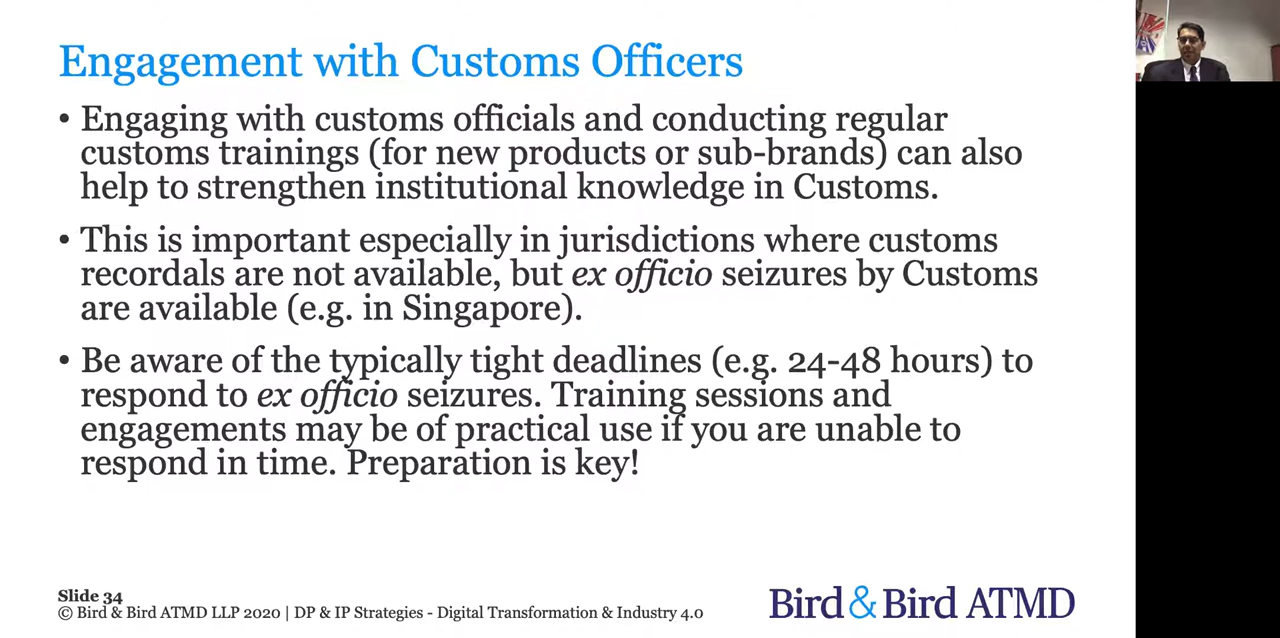 Engagement with Customs Officers
• Engaging with customs officials and conducting regular
customs trainings (for new products or sub-brands) can also
help to strengthen institutional knowledge in Customs.
• This is important especially in jurisdictions where customs
recordals are not available, but ex officio seizures by Customs
are available (e.g. in Singapore).
• Be aware of the typically tight deadlines (e.g. 24-48 hours) to
respond to ex officio seizures. Training sessions and
engagements may be of practical use if you are unable to
respond in time. Preparation is key!
Slide 34
© Bird & Bird ATMD LLP 2020 | DP & IP Strategies - Digital Transformation & Industry 4.0
Bird & Bird ATMD